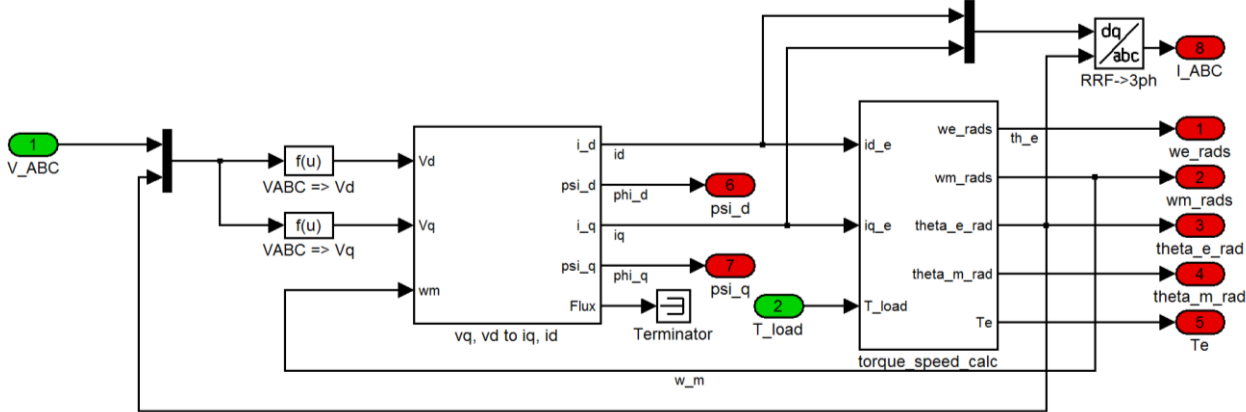 dq
abc
RRF->3ph
8
I_ABC
1
V_ABC
f(u)
VABC => Vd
f(u)
VABC => Vq
Vd
Vq
wm
i_d
psi_d
i_q
psi_q
Flux
vq, vd to iq, id
id
phi_d
iq
phi_q
6
psi_d
7
psi_q
Terminator
2
T_load
id_e
iq_e
T_load
we_rads
wm_rads
theta_e_rad
theta_m_rad
Te
torque_speed_calc
th_e
1
we_rads
2
wm_rads
3
theta_e_rad
4
theta_m_rad
5
Te
w_m